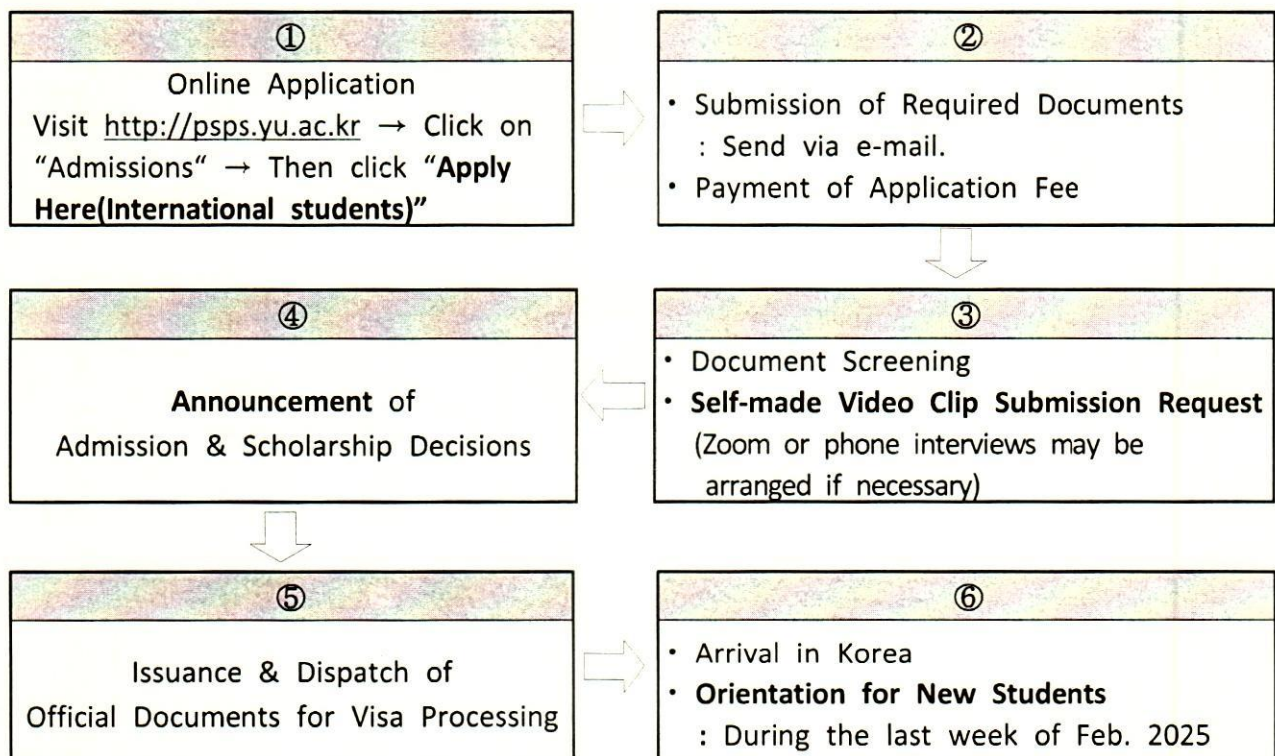 ①
Online Application
Visit http://psps.yu.ac.kr → Click on
“Admissions“ → Then click “Apply
Here(International students)”
②
・ Submission of Required Documents
: Send via e-mail.
・ Payment of Application Fee
③
・ Document Screening
・ Self-made Video Clip Submission Request
(Zoom or phone interviews may be
arranged if necessary)
④
Announcement of
Admission & Scholarship Decisions
⑤
Issuance & Dispatch of
Official Documents for Visa Processing
⑥
・ Arrival in Korea
・ Orientation for New Students
: During the last week of Feb. 2025